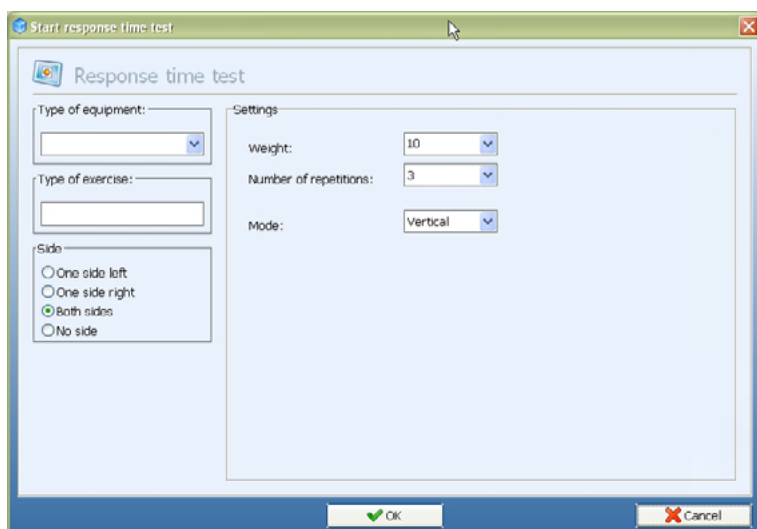 Start response time test
Response time test
Type of equipment:
Type of exercise:
Side
One side left
One side right
Both sides
No side
Settings
Weight: 10
Number of repetitions: 3
Mode: Vertical
OK
Cancel